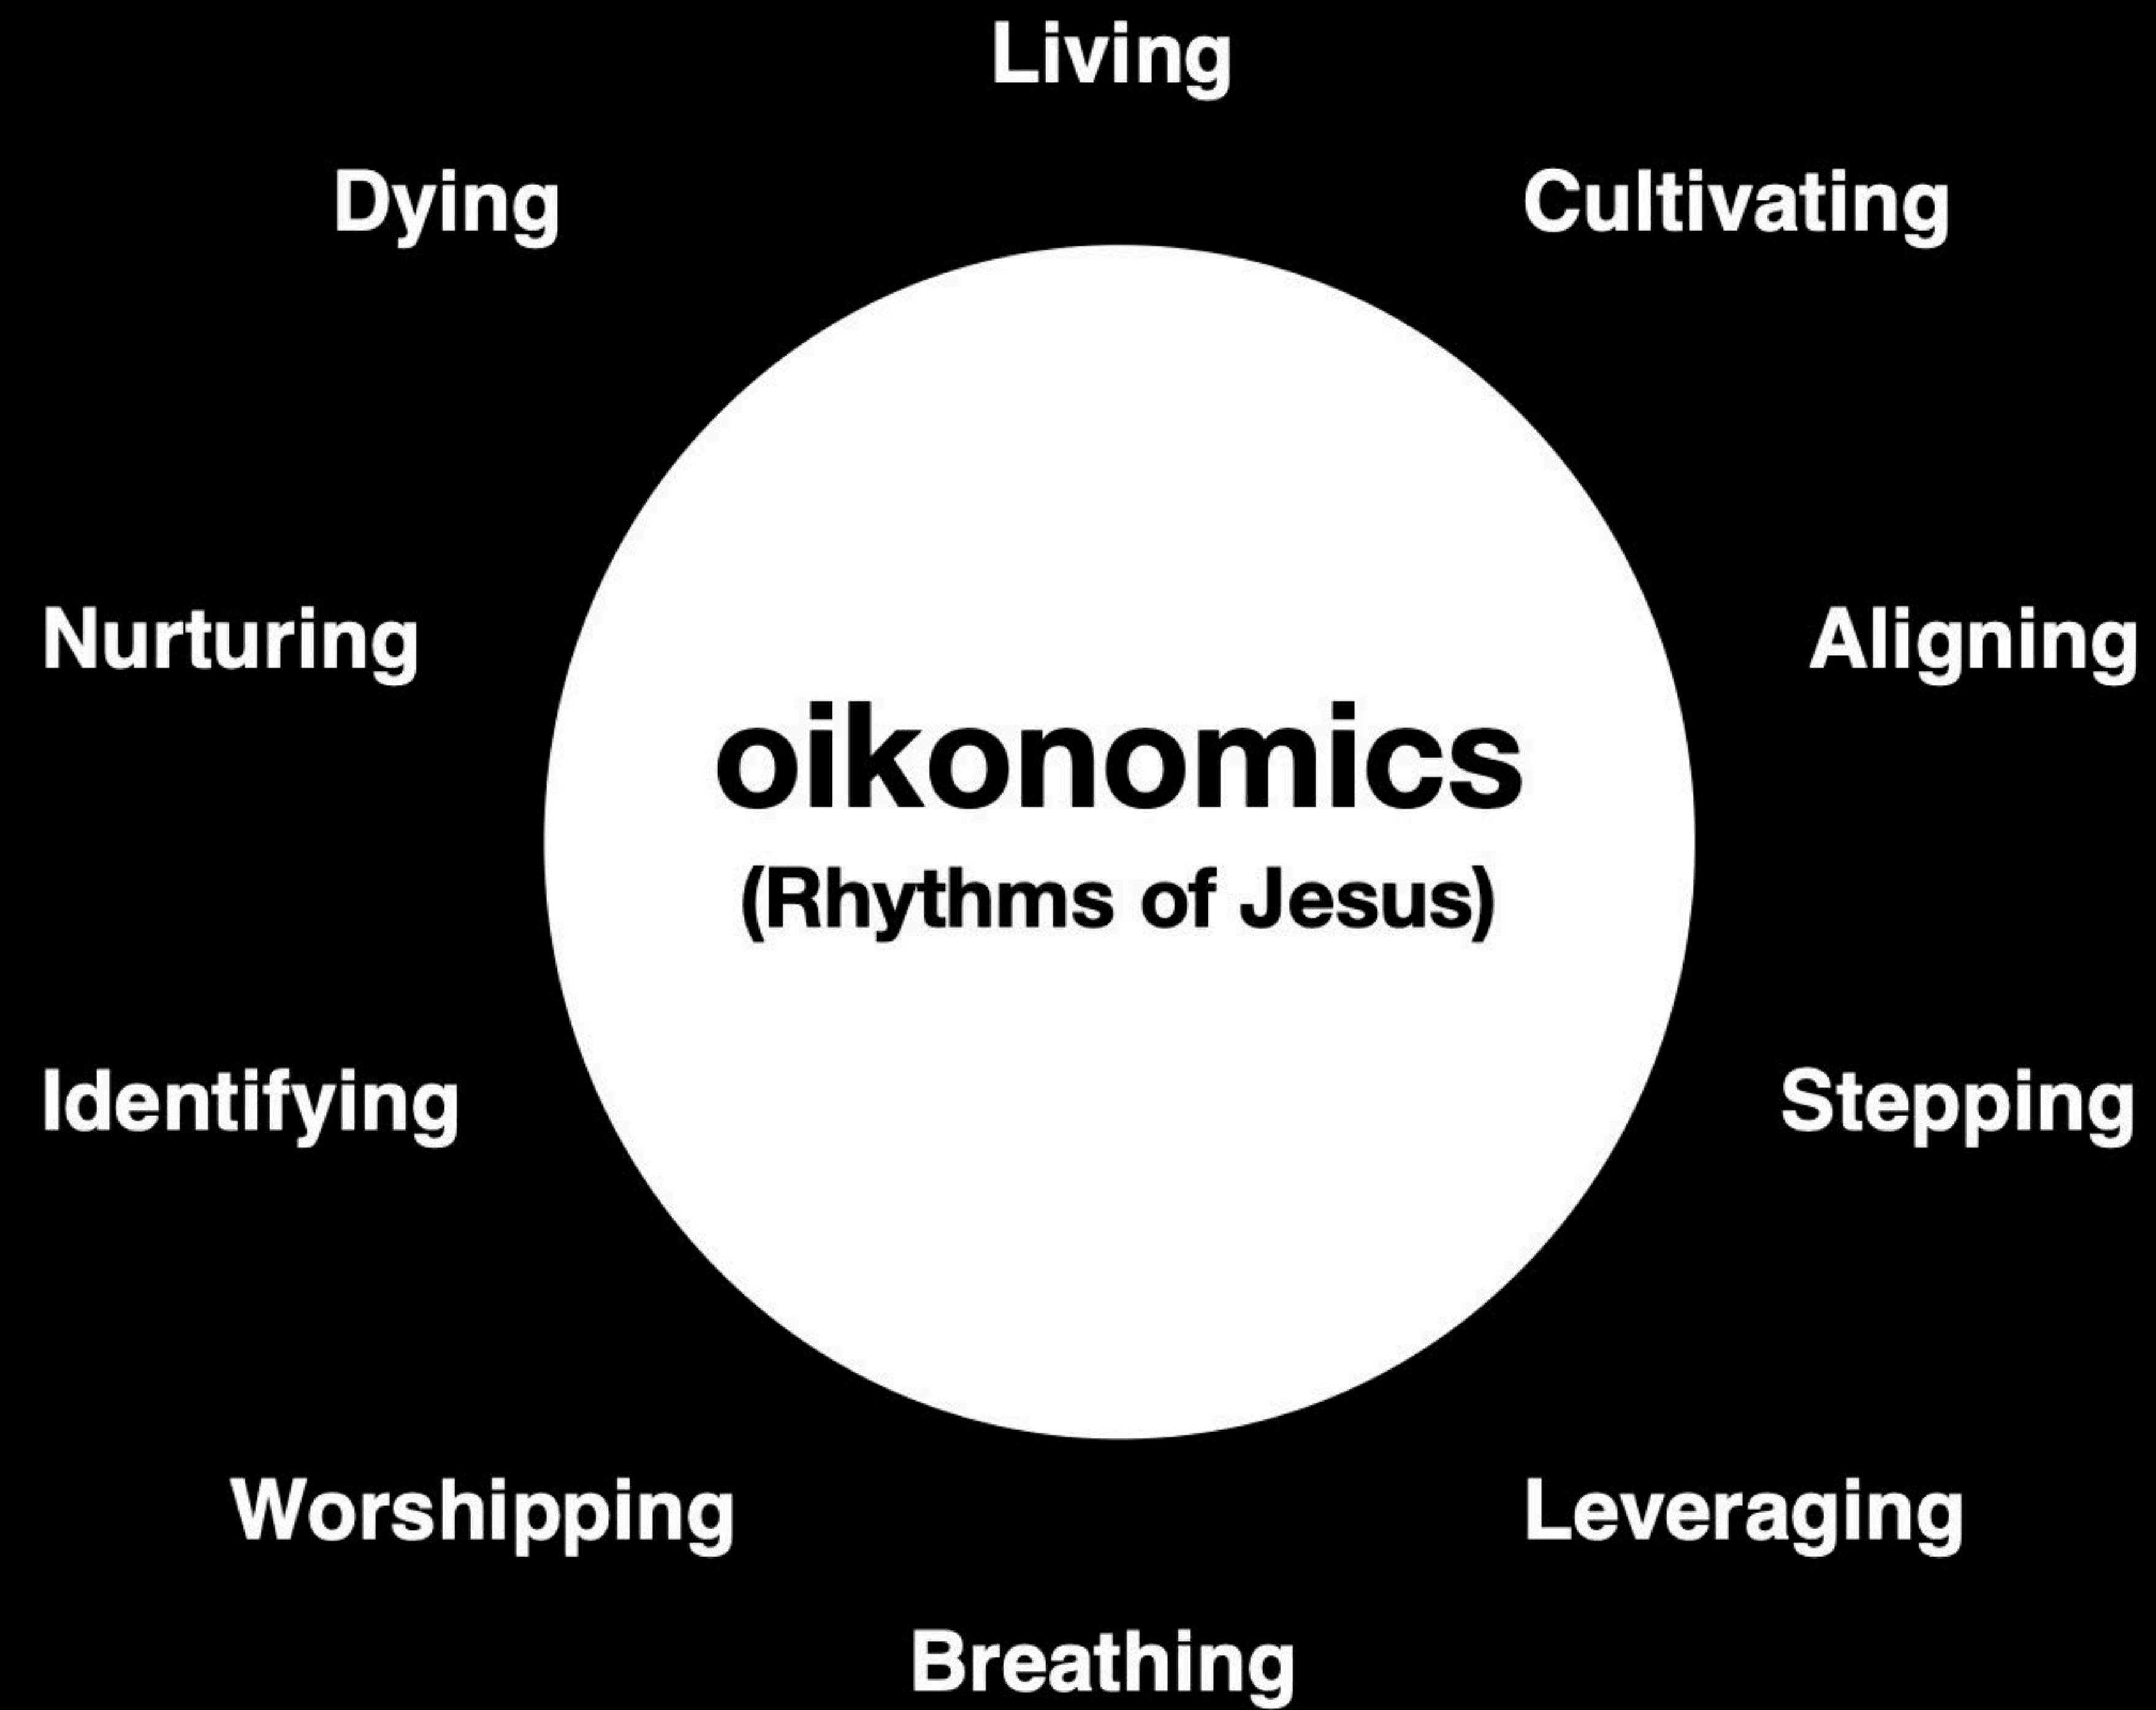 Living
Dying
Cultivating
Nurturing
Aligning
oikonomics
(Rhythms of Jesus)
Identifying
Stepping
Worshipping
Leveraging
Breathing